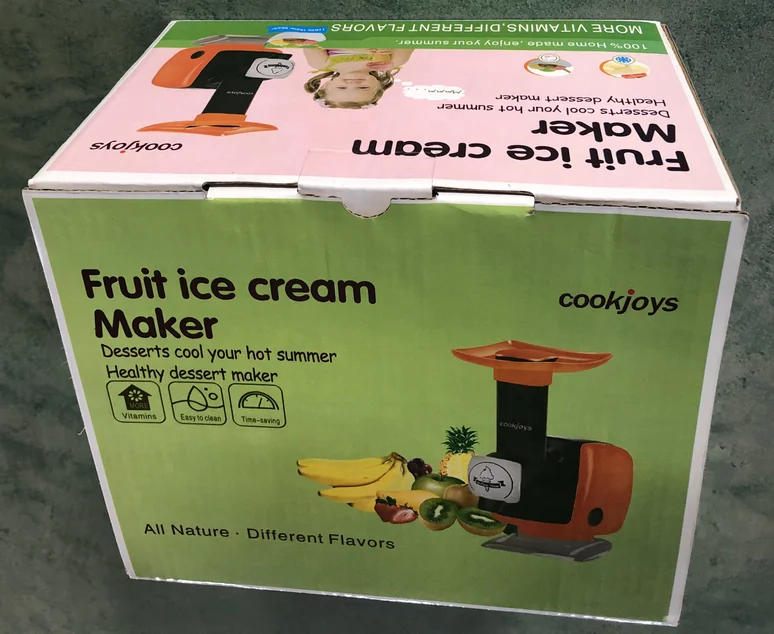 MORE VITAMINS,DIFFERENT FLAVORS
100% Home made, enjoy your summer.
Desserts cool your hot summer
Healthy dessert maker
Fruit ice cream
Maker
cookjoys
Fruit ice cream
Maker
Desserts cool your hot summer
Healthy dessert maker
MORE
Vitamins
Easy to clean
Time-saving
cookjoys
cookjoys
All Nature · Different Flavors